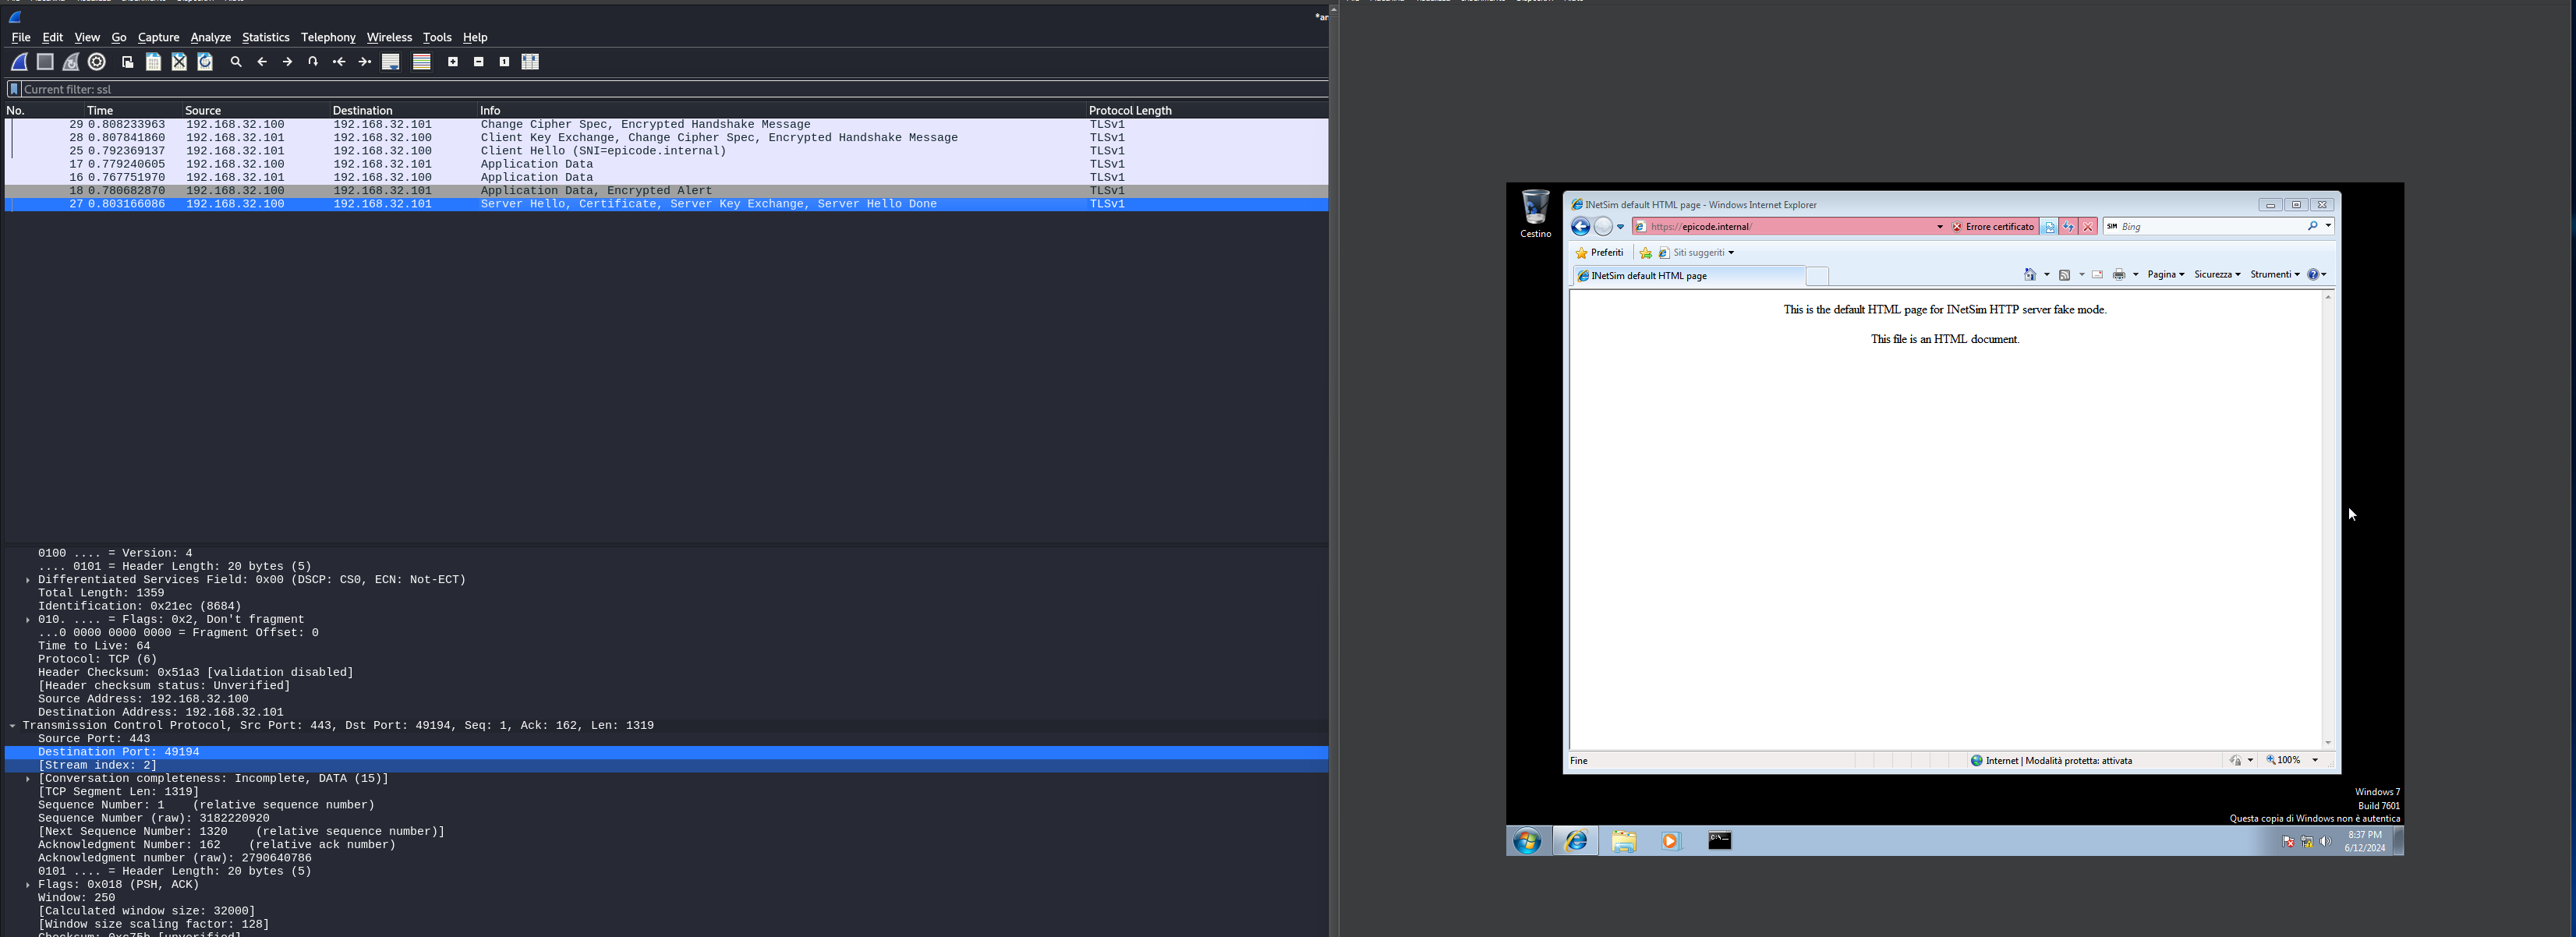 *an
File Edit View Go Capture Analyze Statistics Telephony Wireless Tools Help
Current filter: ssl
No. Time Source Destination Info Protocol Length
29 0.808233963 192.168.32.100 192.168.32.101 Change Cipher Spec, Encrypted Handshake Message TLSv1
28 0.807841860 192.168.32.101 192.168.32.100 Client Key Exchange, Change Cipher Spec, Encrypted Handshake Message TLSv1
25 0.792369137 192.168.32.101 192.168.32.100 Client Hello (SNI=epicode.internal) TLSv1
17 0.779240605 192.168.32.100 192.168.32.101 Application Data TLSv1
16 0.767751970 192.168.32.101 192.168.32.100 Application Data TLSv1
18 0.780682870 192.168.32.100 192.168.32.101 Application Data, Encrypted Alert TLSv1
27 0.803166086 192.168.32.100 192.168.32.101 Server Hello, Certificate, Server Key Exchange, Server Hello Done TLSv1
0100 .... = Version: 4
.... 0101 = Header Length: 20 bytes (5)
Differentiated Services Field: 0x00 (DSCP: CS0, ECN: Not-ECT)
Total Length: 1359
Identification: 0x21ec (8684)
010. .... = Flags: 0x2, Don't fragment
...0 0000 0000 0000 = Fragment Offset: 0
Time to Live: 64
Protocol: TCP (6)
Header Checksum: 0x51a3 [validation disabled]
[Header checksum status: Unverified]
Source Address: 192.168.32.100
Destination Address: 192.168.32.101
Transmission Control Protocol, Src Port: 443, Dst Port: 49194, Seq: 1, Ack: 162, Len: 1319
Source Port: 443
Destination Port: 49194
[Stream index: 2]
[Conversation completeness: Incomplete, DATA (15)]
[TCP Segment Len: 1319]
Sequence Number: 1 (relative sequence number)
Sequence Number (raw): 3182220920
[Next Sequence Number: 1320 (relative sequence number)]
Acknowledgment Number: 162 (relative ack number)
Acknowledgment number (raw): 2790640786
0101 .... = Header Length: 20 bytes (5)
Flags: 0x018 (PSH, ACK)
Window: 250
[Calculated window size: 32000]
[Window size scaling factor: 128]
Checksum: 0xc75b [unverified]
Cestino
INetSim default HTML page - Windows Internet Explorer
https://epicode.internal/ Errore certificato SIM Bing
Preferiti Siti suggeriti
INetSim default HTML page Pagina Sicurezza Strumenti
This is the default HTML page for INetSim HTTP server fake mode.
This file is an HTML document.
Fine Internet | Modalità protetta: attivata 100%
Windows 7
Build 7601
Questa copia di Windows non è autentica
8:37 PM
6/12/2024